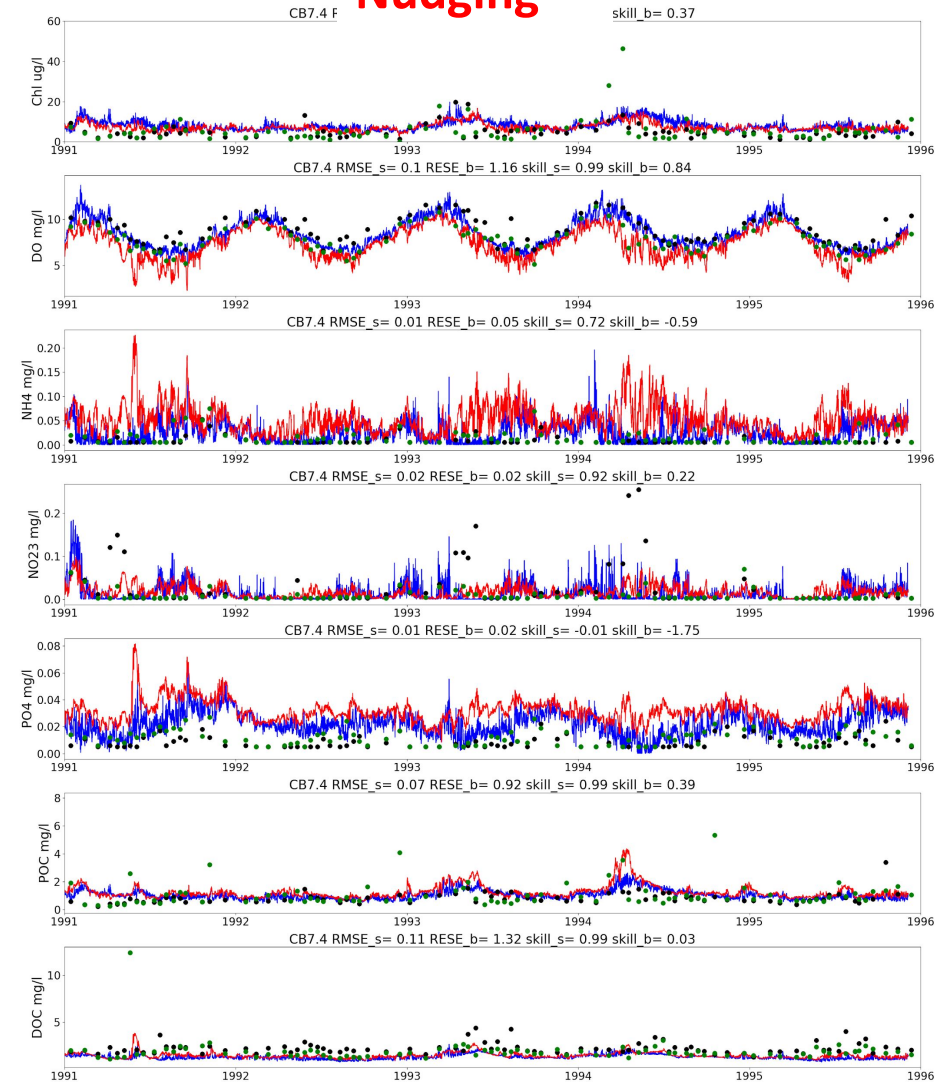 Nudging
CB7.4 F skill_b= 0.37
Chl ug/l
60
40
20
0
1991 1992 1993 1994 1995 1996
CB7.4 RMSE_s= 0.1 RESE_b= 1.16 skill_s= 0.99 skill_b= 0.84
DO mg/l
10
5
1991 1992 1993 1994 1995 1996
CB7.4 RMSE_s= 0.01 RESE_b= 0.05 skill_s= 0.72 skill_b= -0.59
NH4 mg/l
0.20
0.15
0.10
0.05
0.00
1991 1992 1993 1994 1995 1996
CB7.4 RMSE_s= 0.02 RESE_b= 0.02 skill_s= 0.92 skill_b= 0.22
NO23 mg/l
0.2
0.1
0.0
1991 1992 1993 1994 1995 1996
CB7.4 RMSE_s= 0.01 RESE_b= 0.02 skill_s= -0.01 skill_b= -1.75
PO4 mg/l
0.08
0.06
0.04
0.02
0.00
1991 1992 1993 1994 1995 1996
CB7.4 RMSE_s= 0.07 RESE_b= 0.92 skill_s= 0.99 skill_b= 0.39
POC mg/l
8
6
4
2
0
1991 1992 1993 1994 1995 1996
CB7.4 RMSE_s= 0.11 RESE_b= 1.32 skill_s= 0.99 skill_b= 0.03
DOC mg/l
10
5
1991 1992 1993 1994 1995 1996